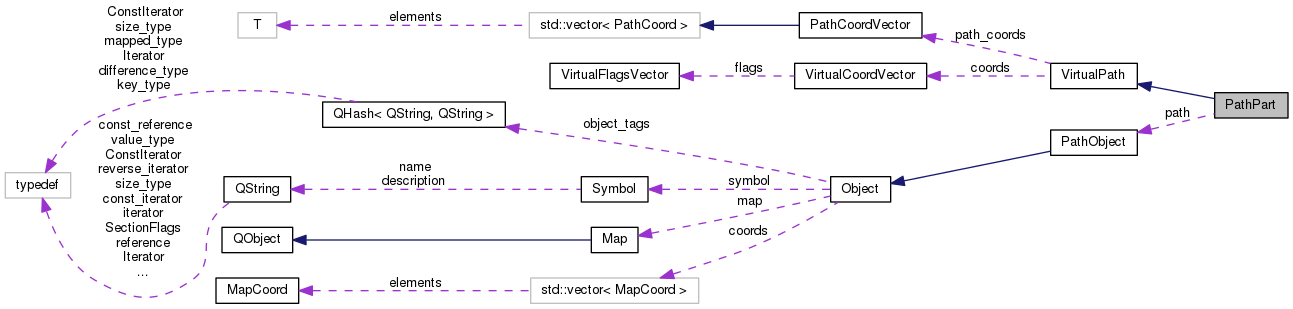 ConstIterator
size_type
mapped_type
Iterator
difference_type
key_type
T
elements
std::vector< PathCoord >
PathCoordVector
path_coords
VirtualFlagsVector
flags
VirtualCoordVector
coords
VirtualPath
PathPart
QHash< QString, QString >
object_tags
path
PathObject
const_reference
value_type
ConstIterator
reverse_iterator
size_type
const_iterator
iterator
SectionFlags
reference
Iterator
...
typedef
QString
name
description
Symbol
symbol
Object
map
QObject
Map
coords
MapCoord
elements
std::vector< MapCoord >